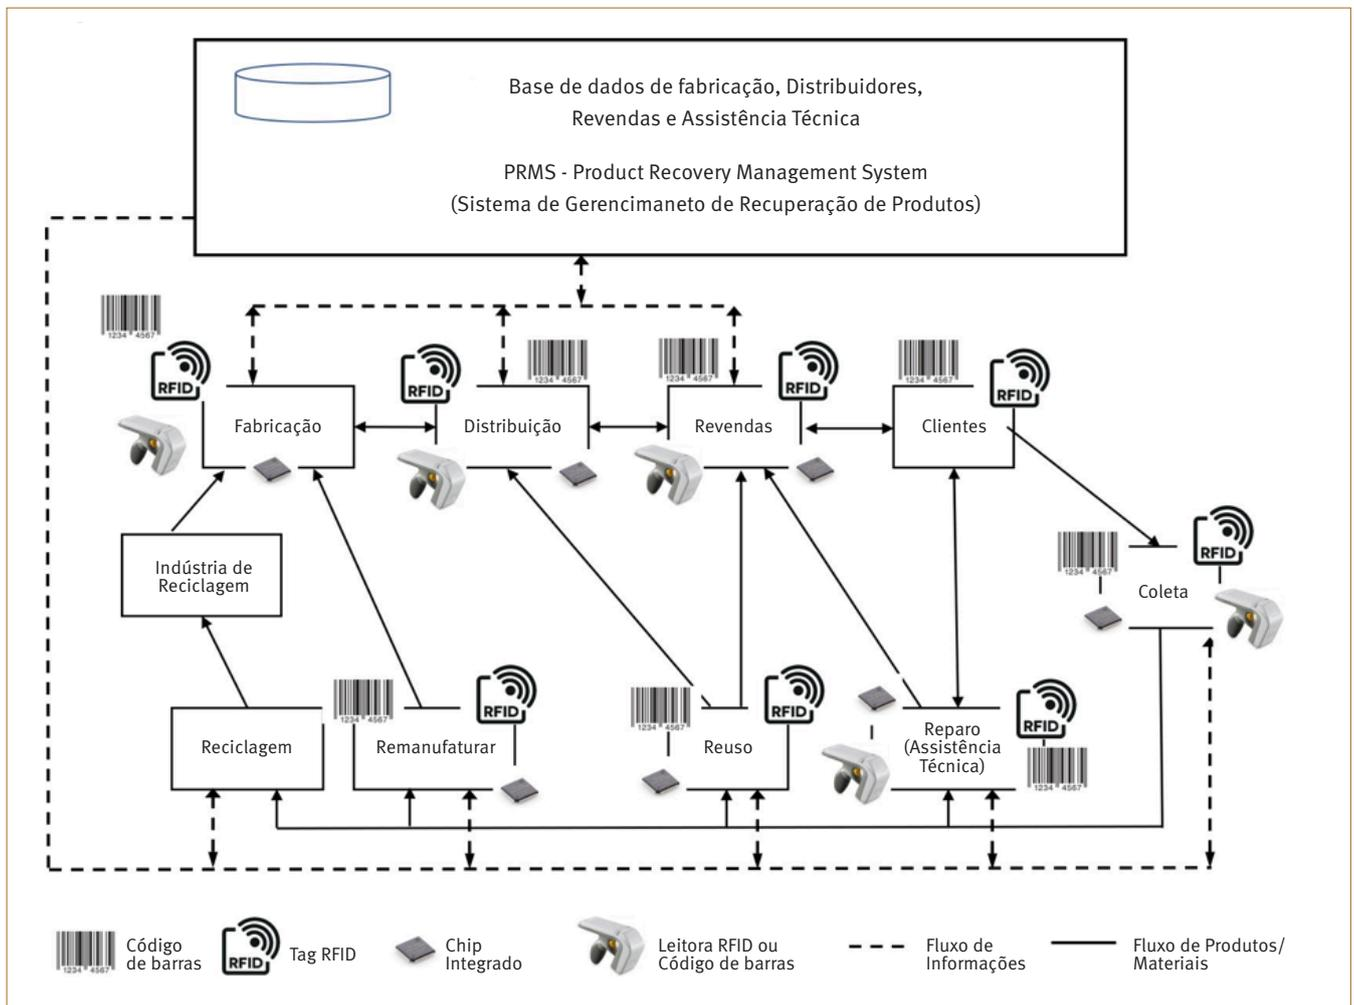 Base de dados de fabricação, Distribuidores,
Revendas e Assistência Técnica
PRMS - Product Recovery Management System
(Sistema de Gerencimaneto de Recuperação de Produtos)
1234 4567
RFID
RFID
1234 4567
1234 4567
RFID
1234 4567
RFID
Fabricação
Distribuição
Revendas
Clientes
1234 4567
RFID
Indústria de
Reciclagem
Coleta
1234 4567
RFID
1234 4567
RFID
RFID
1234 4567
Reciclagem
Remanufaturar
Reuso
Reparo
(Assistência
Técnica)
1234 4567
Código
de barras
RFID
Tag RFID
Chip
Integrado
Leitora RFID ou
Código de barras
Fluxo de
Informações
Fluxo de Produtos/
Materiais